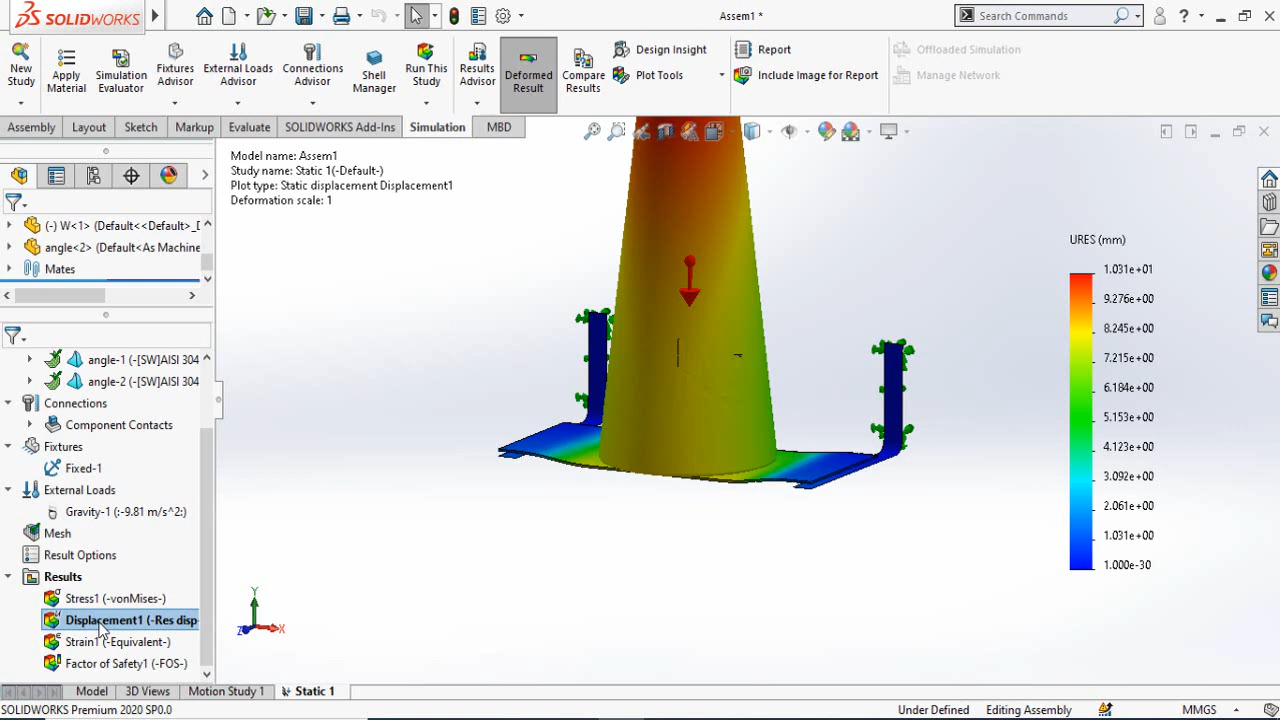 SOLIDWORKS
Assem1 *
Search Commands
New Study
Apply Material
Simulation Evaluator
Fixtures Advisor
External Loads Advisor
Connections Advisor
Shell Manager
Run This Study
Results Advisor
Deformed Result
Compare Results
Design Insight
Plot Tools
Report
Include Image for Report
Offloaded Simulation
Manage Network
Assembly
Layout
Sketch
Markup
Evaluate
SOLIDWORKS Add-Ins
Simulation
MBD
Model name: Assem1
Study name: Static 1(-Default-)
Plot type: Static displacement Displacement1
Deformation scale: 1
(-) W<1> (Default<<Default>_D
angle<2> (Default<As Machine
Mates
angle-1 (-[SW]AISI 304
angle-2 (-[SW]AISI 304
Connections
Component Contacts
Fixtures
Fixed-1
External Loads
Gravity-1 (:-9.81 m/s^2:)
Mesh
Result Options
Results
Stress1 (-vonMises-)
Displacement1 (-Res disp-
Strain1 (-Equivalent-)
Factor of Safety1 (-FOS-)
URES (mm)
1.031e+01
9.276e+00
8.245e+00
7.215e+00
6.184e+00
5.153e+00
4.123e+00
3.092e+00
2.061e+00
1.031e+00
1.000e-30
Y
Z
X
Model
3D Views
Motion Study 1
Static 1
SOLIDWORKS Premium 2020 SP0.0
Under Defined
Editing Assembly
MMGS